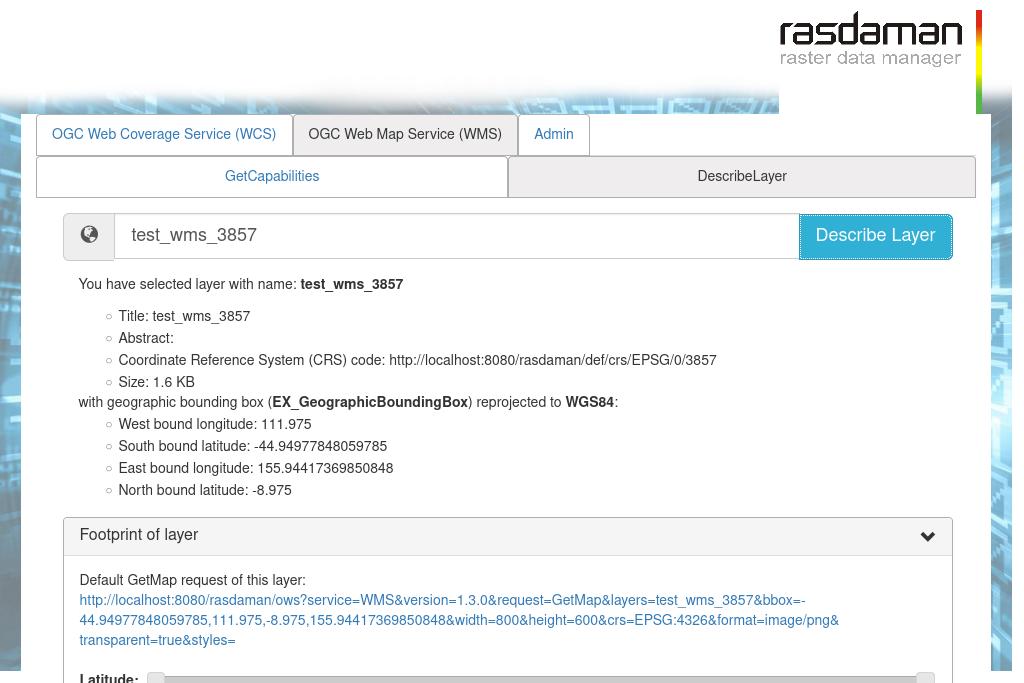 rasdaman
raster data manager
OGC Web Coverage Service (WCS)
OGC Web Map Service (WMS)
Admin
GetCapabilities
DescribeLayer
test_wms_3857
Describe Layer
You have selected layer with name: test_wms_3857
Title: test_wms_3857
Abstract:
Coordinate Reference System (CRS) code: http://localhost:8080/rasdaman/def/crs/EPSG/0/3857
Size: 1.6 KB
with geographic bounding box (EX_GeographicBoundingBox) reprojected to WGS84:
West bound longitude: 111.975
South bound latitude: -44.94977848059785
East bound longitude: 155.94417369850848
North bound latitude: -8.975
Footprint of layer
Default GetMap request of this layer:
http://localhost:8080/rasdaman/ows?service=WMS&version=1.3.0&request=GetMap&layers=test_wms_3857&bbox=-
44.94977848059785,111.975,-8.975,155.94417369850848&width=800&height=600&crs=EPSG:4326&format=image/png&
transparent=true&styles=
Latitude: